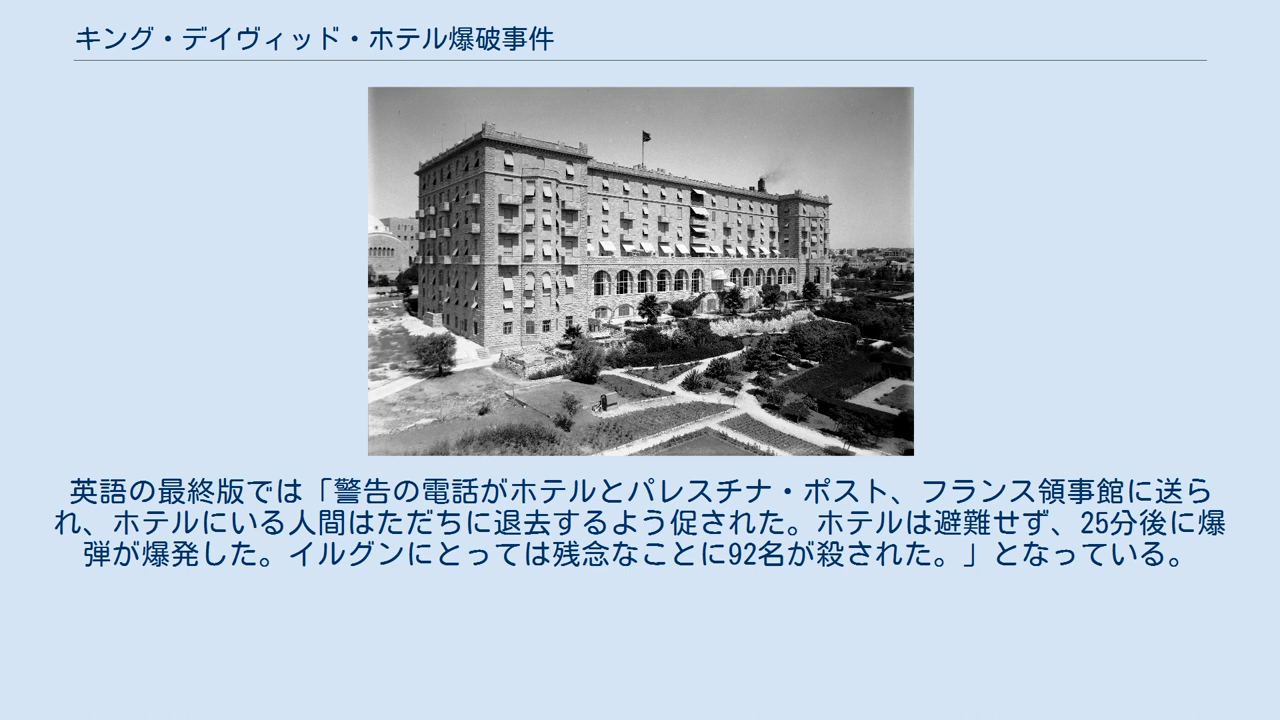 キング・デイヴィッド・ホテル爆破事件
英語の最終版では「警告の電話がホテルとパレスチナ・ポスト、フランス領事館に送ら
れ、ホテルにいる人間はただちに退去するよう促された。ホテルは避難せず、25分後に爆
弾が爆発した。イルグンにとっては残念なことに92名が殺された。」となっている。